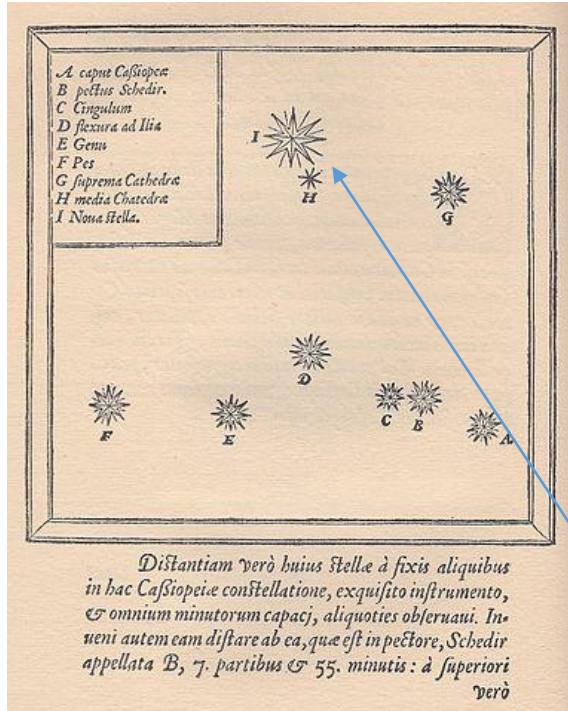 A caput Caſsiopeæ
B pectus Schedir.
C Cingulum
D flexura ad Ilia
E Genu
F Pes
G ſuprema Cathedræ
H media Chatedræ
I Noua ſtella.
I
H
G
D
C
B
A
E
F
Diſtantiam verò huius ſtellæ à fixis aliquibus
in hac Caſsiopeiæ conſtellatione, exquiſito inſtrumento,
& omnium minutorum capacj, aliquoties obſeruaui. In-
ueni autem eam diſtare ab ea, quæ eſt in pectore, Schedir
appellata B, 7. partibus & 55. minutis : à ſuperiori
verò